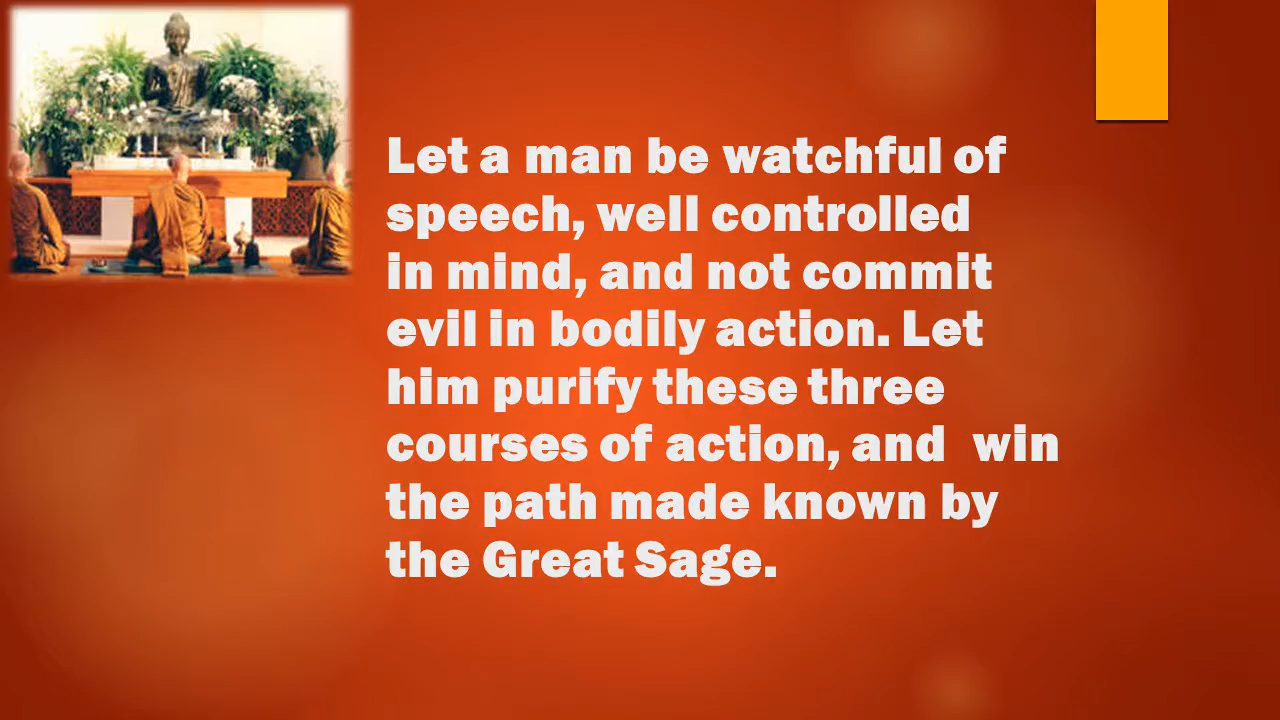 Let a man be watchful of
speech, well controlled
in mind, and not commit
evil in bodily action. Let
him purify these three
courses of action, and  win
the path made known by
the Great Sage.